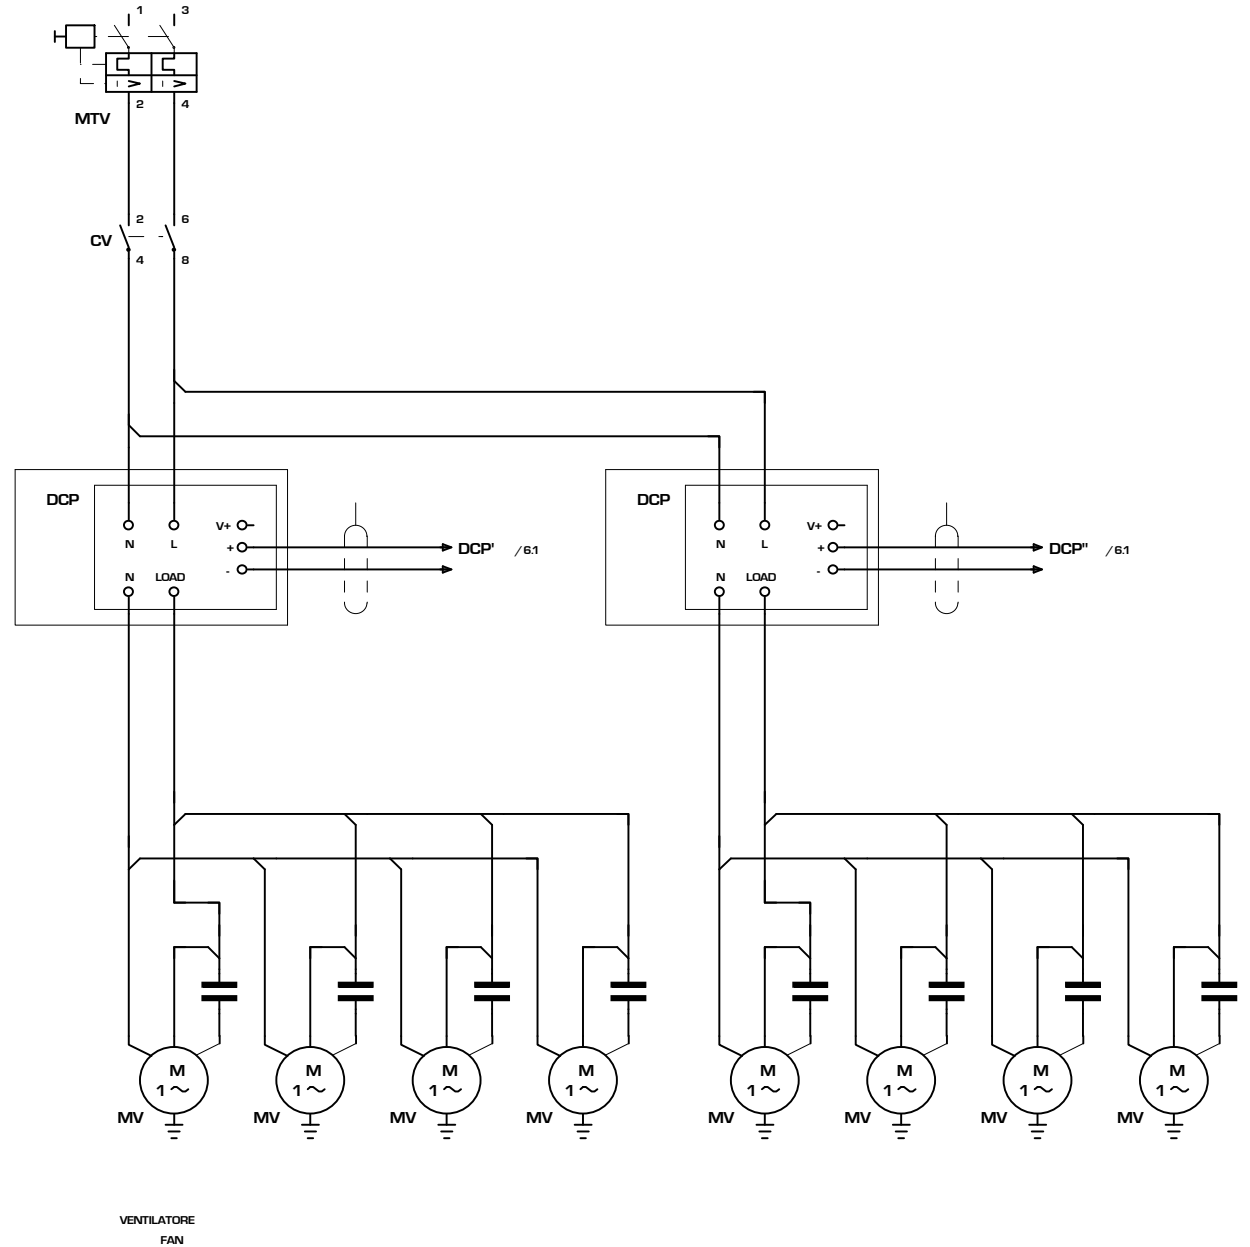 1 3
2 4
MTV
2 6
CV
4 8
DCP DCP
V+ V+
N L N L
+ DCP' /6.1 + DCP" /6.1
- -
N LOAD N LOAD
M M M M M M M M
1~ 1~ 1~ 1~ 1~ 1~ 1~ 1~
MV MV MV MV MV MV MV MV
VENTILATORE
FAN